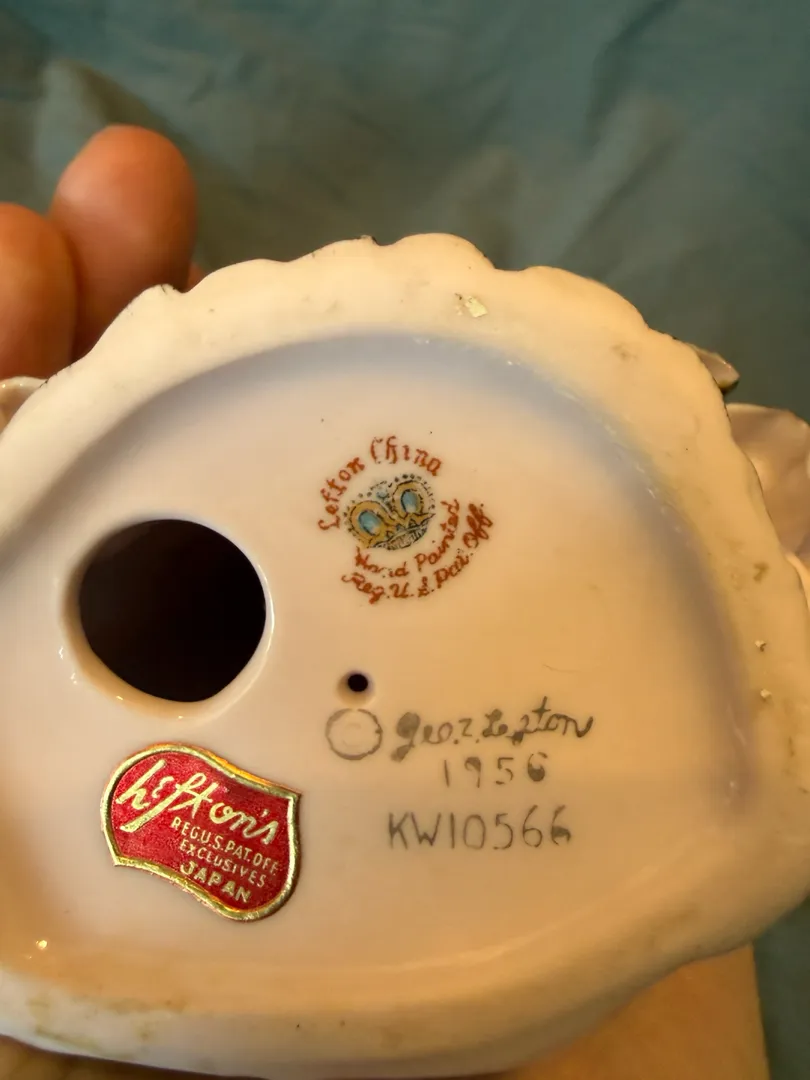 Lefton China
Hand Painted
Reg. U. S. Pat. Off.
Geo. Z. Lefton
1956
KW10566
Lefton's
REG.U.S.PAT.OFF.
EXCLUSIVES
JAPAN